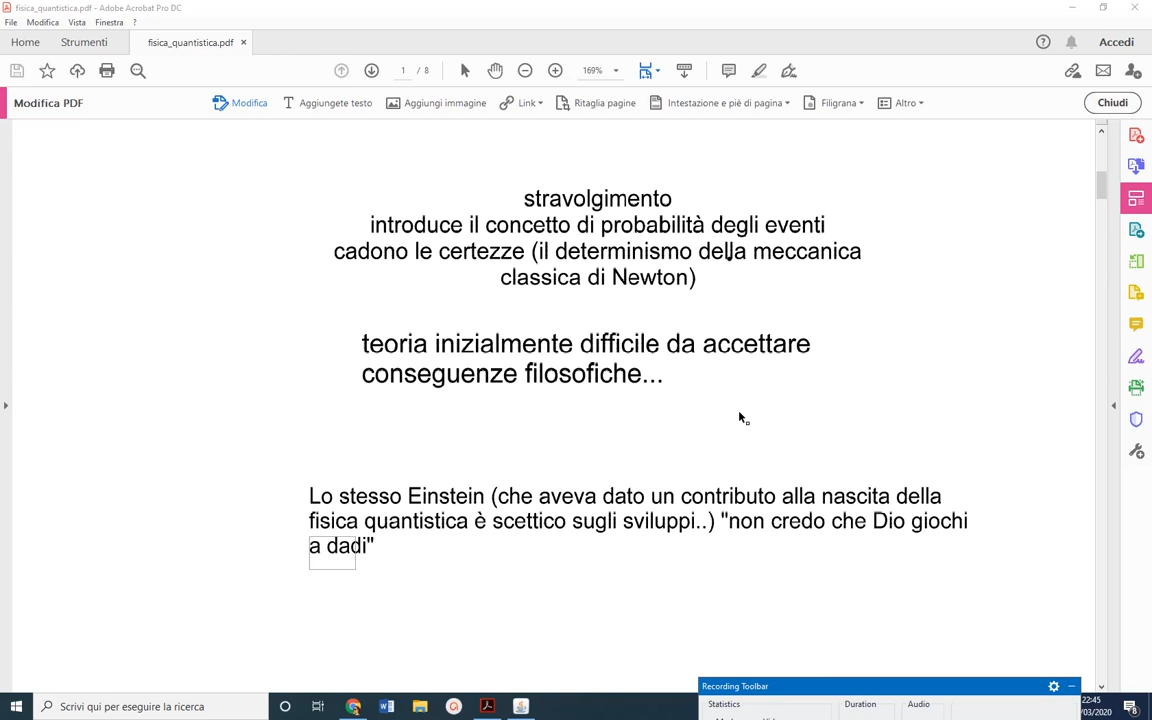 fisica_quantistica.pdf - Adobe Acrobat Pro DC
File Modifica Vista Finestra ?
Home Strumenti fisica_quantistica.pdf × Accedi
1 / 8 169%
Modifica PDF Modifica Aggiungete testo Aggiungi immagine Link Ritaglia pagine Intestazione e piè di pagina Filigrana Altro Chiudi
stravolgimento
introduce il concetto di probabilità degli eventi
cadono le certezze (il determinismo della meccanica
classica di Newton)
teoria inizialmente difficile da accettare
conseguenze filosofiche...
Lo stesso Einstein (che aveva dato un contributo alla nascita della
fisica quantistica è scettico sugli sviluppi..) "non credo che Dio giochi
a dadi"
Recording Toolbar
Statistics Duration Audio
Scrivi qui per eseguire la ricerca
22:45
/03/2020
8